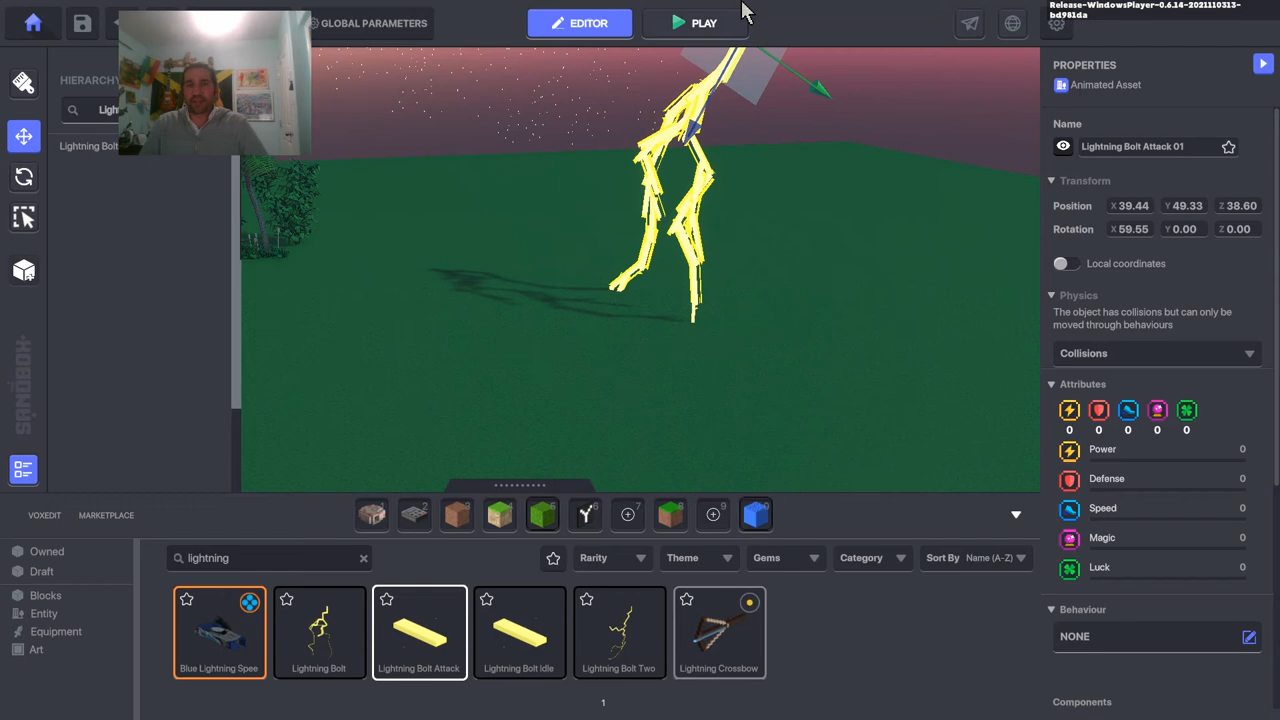 Release-WindowsPlayer-0.6.14-2021110313-
bd981da
GLOBAL PARAMETERS
EDITOR
PLAY
HIERARCHY
Ligh
Lightning Bolt
SANDBOX
PROPERTIES
Animated Asset
Name
Lightning Bolt Attack 01
Transform
Position X 39.44 Y 49.33 Z 38.60
Rotation X 59.55 Y 0.00 Z 0.00
Local coordinates
Physics
The object has collisions but can only be
moved through behaviours
Collisions
Attributes
0 0 0 0 0
Power 0
Defense 0
Speed 0
Magic 0
Luck 0
Behaviour
NONE
Components
VOXEDIT MARKETPLACE
Owned
Draft
Blocks
Entity
Equipment
Art
lightning
Rarity Theme Gems Category Sort By Name (A-Z)
Blue Lightning Spee
Lightning Bolt
Lightning Bolt Attack
Lightning Bolt Idle
Lightning Bolt Two
Lightning Crossbow
1